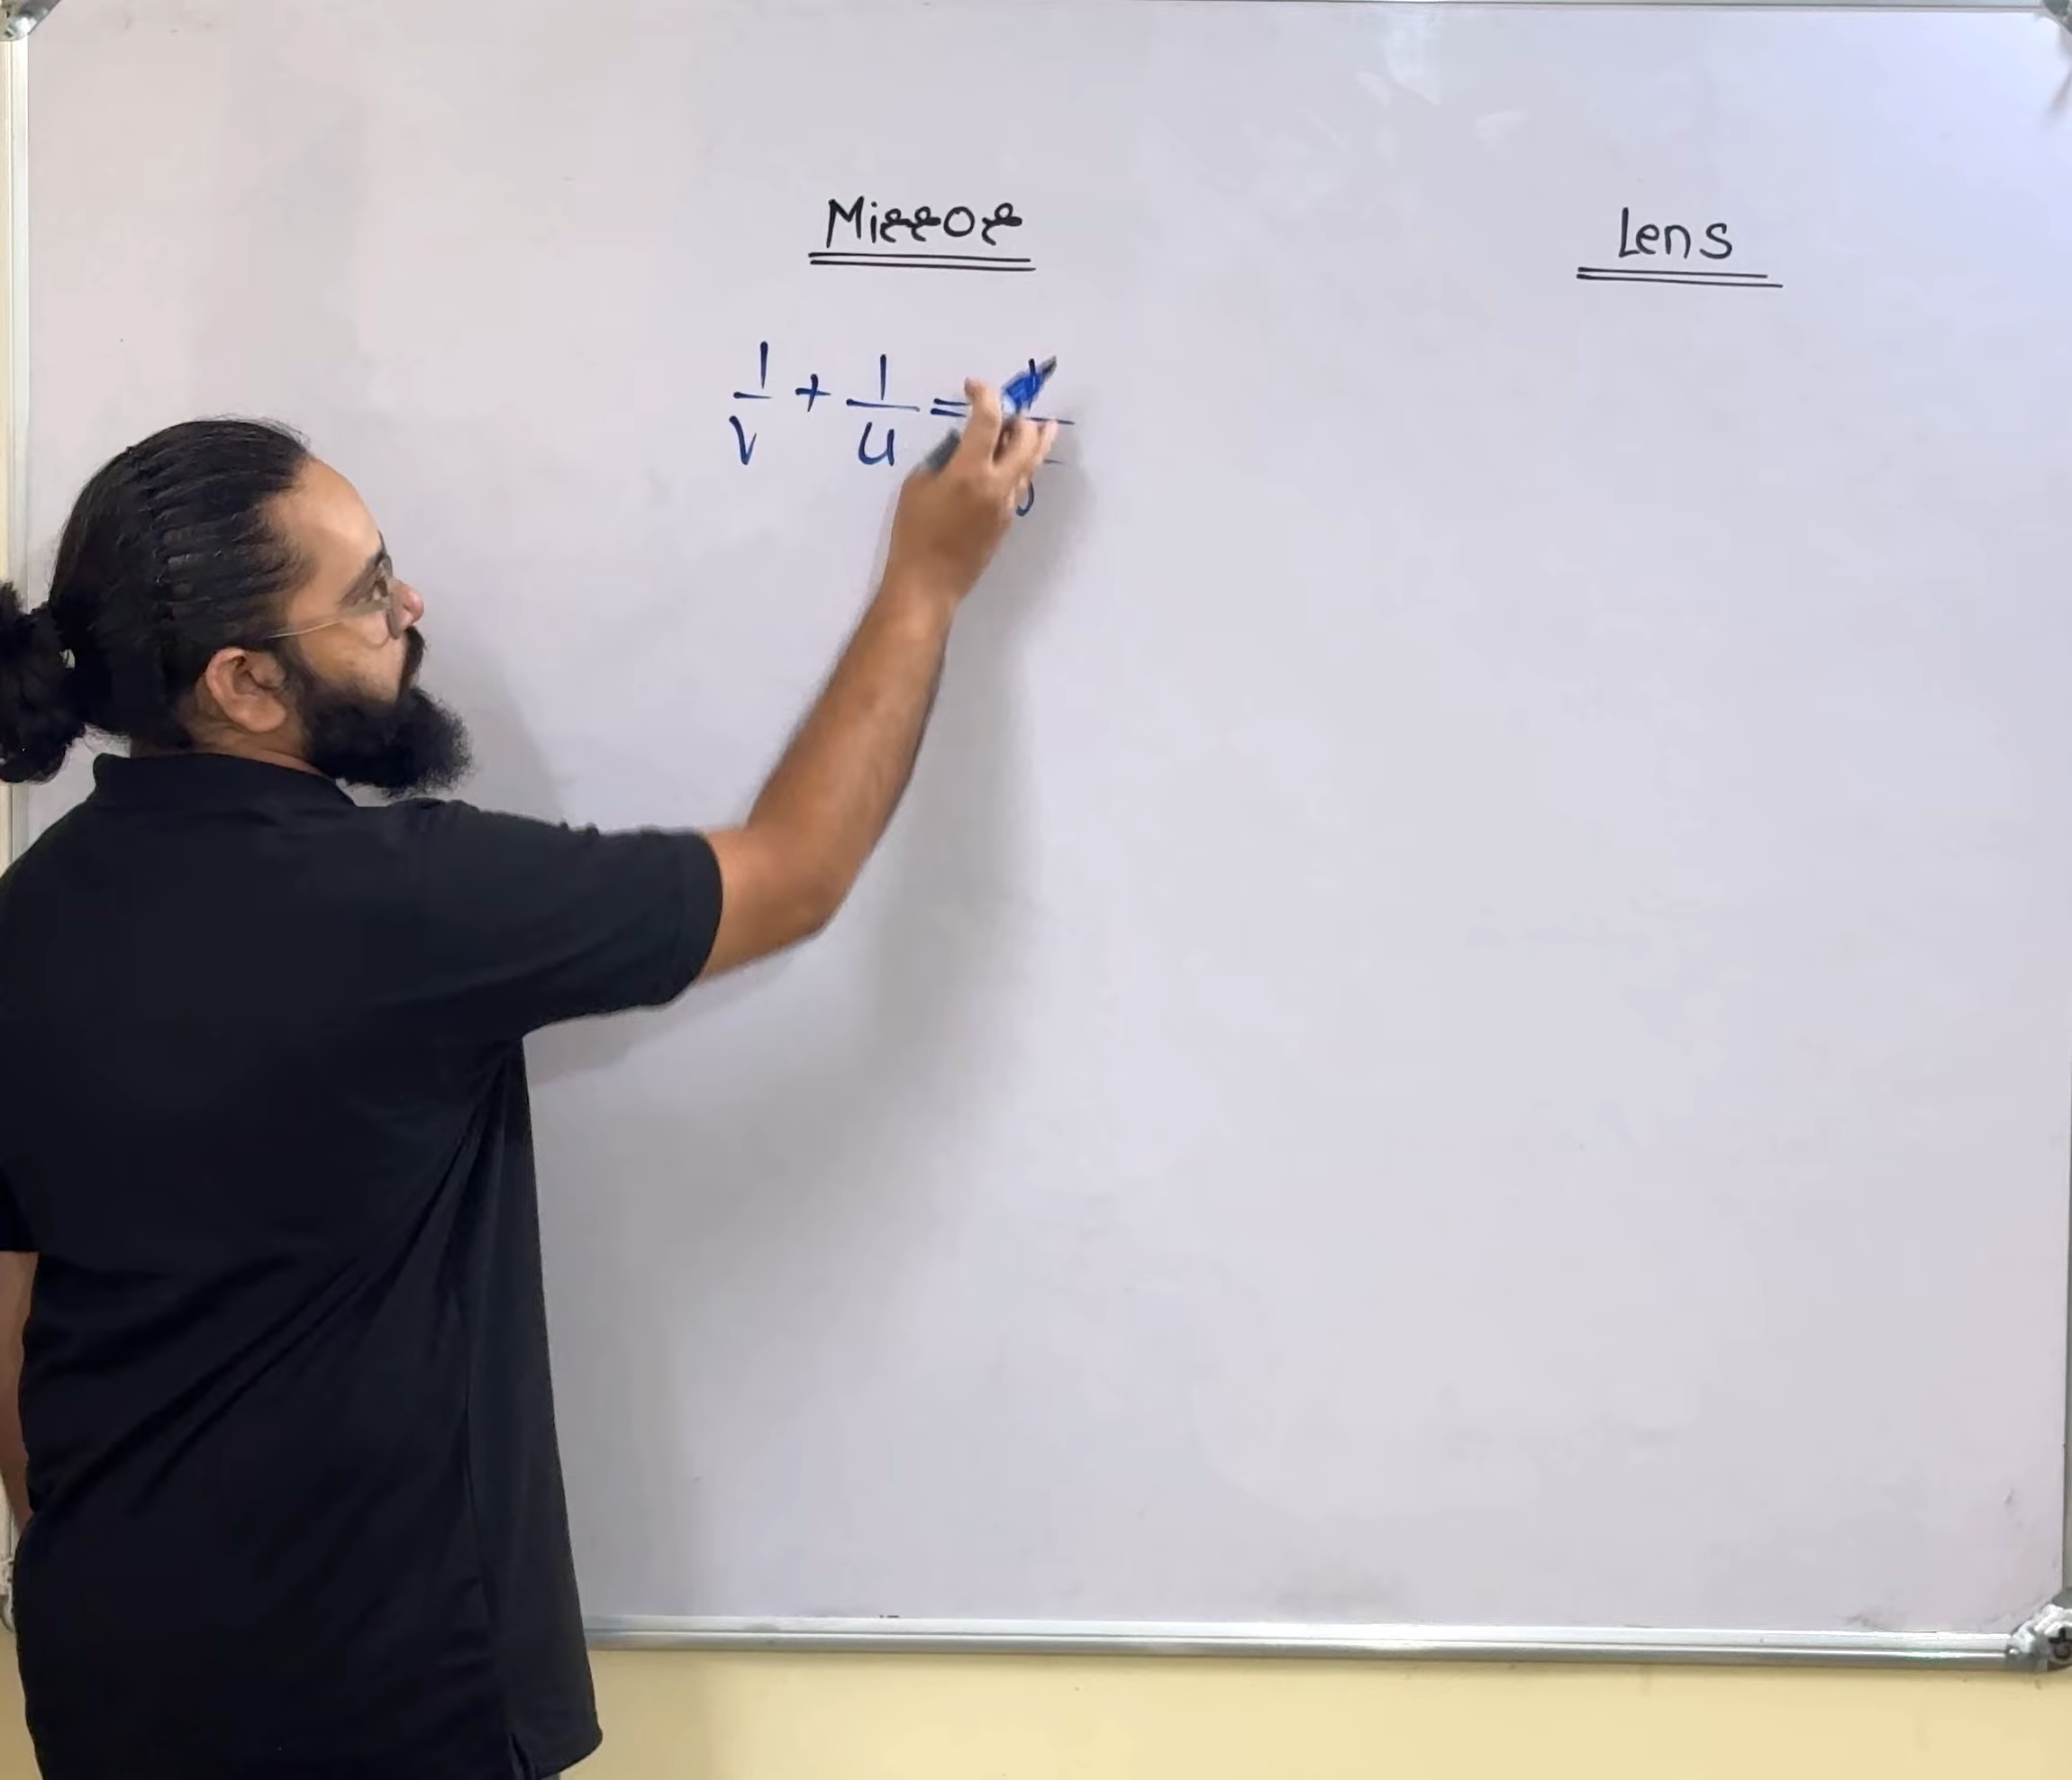 Mirror
Lens
1/v + 1/u =